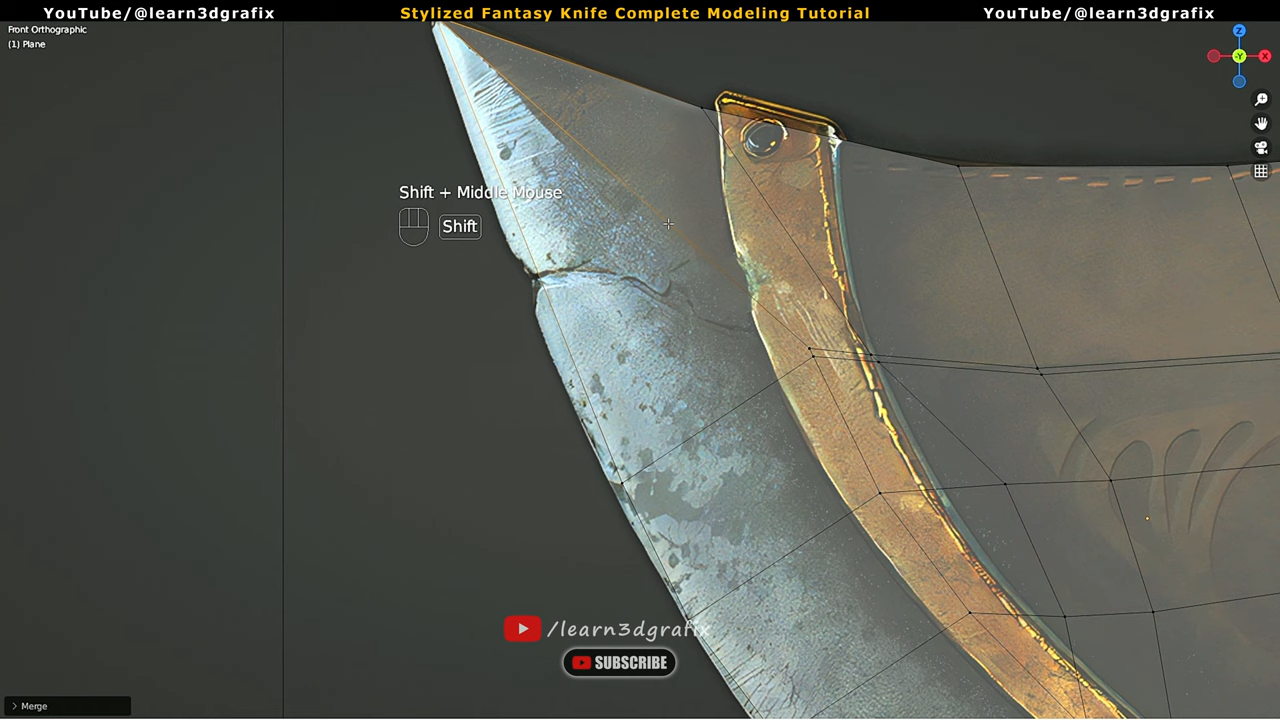 YouTube/@learn3dgrafix
Stylized Fantasy Knife Complete Modeling Tutorial
YouTube/@learn3dgrafix
Front Orthographic
(1) Plane
Z
Y
X
Shift + Middle Mouse
Shift
/learn3dgrafix
SUBSCRIBE
Merge